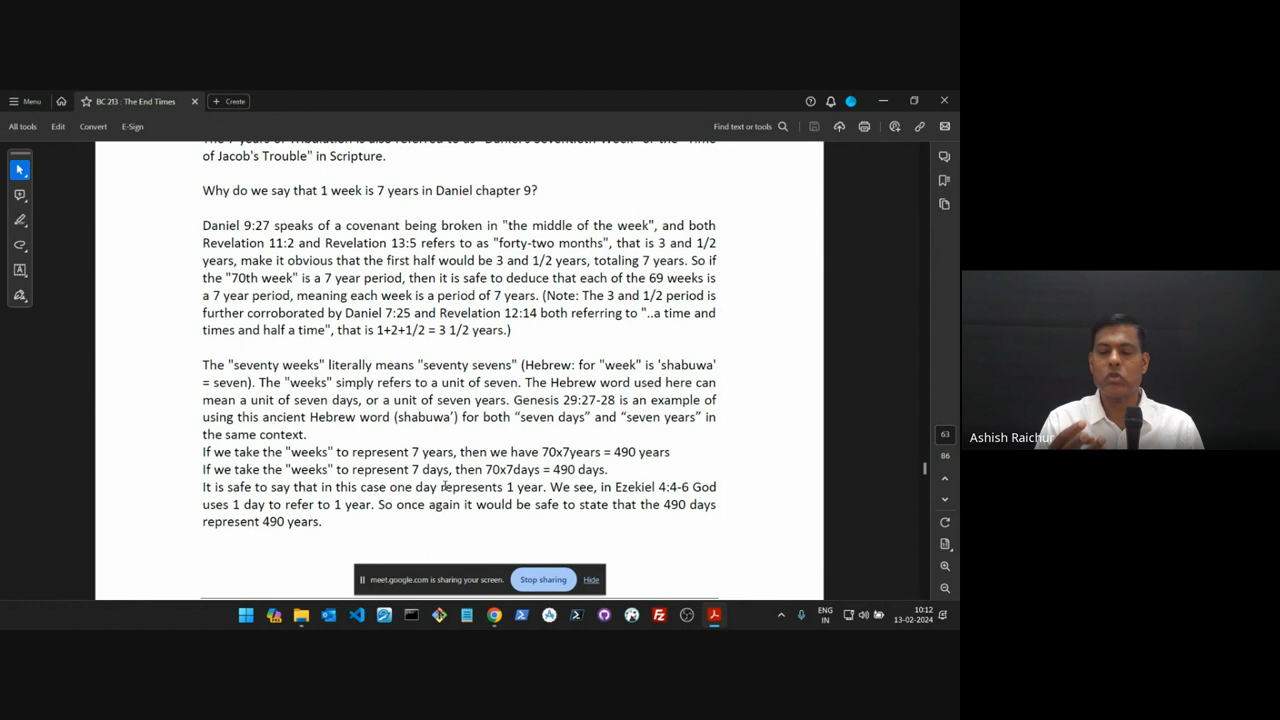 Menu
BC 213 : The End Times
Create
All tools
Edit
Convert
E-Sign
Find text or tools
of Jacob's Trouble" in Scripture.
Why do we say that 1 week is 7 years in Daniel chapter 9?
Daniel 9:27 speaks of a covenant being broken in "the middle of the week", and both
Revelation 11:2 and Revelation 13:5 refers to as "forty-two months", that is 3 and 1/2
years, make it obvious that the first half would be 3 and 1/2 years, totaling 7 years. So if
the "70th week" is a 7 year period, then it is safe to deduce that each of the 69 weeks is
a 7 year period, meaning each week is a period of 7 years. (Note: The 3 and 1/2 period is
further corroborated by Daniel 7:25 and Revelation 12:14 both referring to "..a time and
times and half a time", that is 1+2+1/2 = 3 1/2 years.)
The "seventy weeks" literally means "seventy sevens" (Hebrew: for "week" is 'shabuwa'
= seven). The "weeks" simply refers to a unit of seven. The Hebrew word used here can
mean a unit of seven days, or a unit of seven years. Genesis 29:27-28 is an example of
using this ancient Hebrew word (shabuwa’) for both “seven days” and “seven years” in
the same context.
If we take the "weeks" to represent 7 years, then we have 70x7years = 490 years
If we take the "weeks" to represent 7 days, then 70x7days = 490 days.
It is safe to say that in this case one day represents 1 year. We see, in Ezekiel 4:4-6 God
uses 1 day to refer to 1 year. So once again it would be safe to state that the 490 days
represent 490 years.
63
86
meet.google.com is sharing your screen.
Stop sharing
Hide
ENG
IN
10:12
13-02-2024
Ashish Raichur